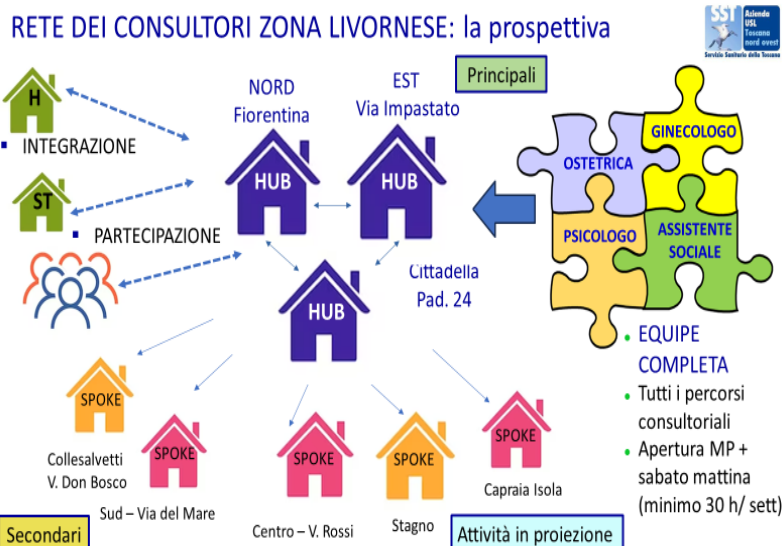 RETE DEI CONSULTORI ZONA LIVORNESE: la prospettiva
SST
Azienda
USL
Toscana
nord ovest
Servizio Sanitario della Toscana
NORD
Fiorentina
EST
Via Impastato
Principali
H
INTEGRAZIONE
ST
PARTECIPAZIONE
HUB
HUB
HUB
Cittadella
Pad. 24
OSTETRICA
GINECOLOGO
PSICOLOGO
ASSISTENTE
SOCIALE
• EQUIPE
COMPLETA
• Tutti i percorsi
consultoriali
• Apertura MP +
sabato mattina
(minimo 30 h/ sett)
SPOKE
Collesalvetti
V. Don Bosco
SPOKE
Sud – Via del Mare
SPOKE
Centro – V. Rossi
SPOKE
Stagno
SPOKE
Capraia Isola
Secondari
Attività in proiezione